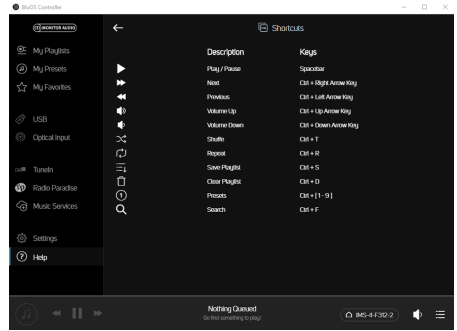 BluOS Controller
MONITOR AUDIO
Shortcuts
My Playlists
My Presets
My Favorites
USB
Optical Input
TuneIn
Radio Paradise
Music Services
Settings
Help
Description Keys
Play / Pause Spacebar
Next Ctrl + Right Arrow Key
Previous Ctrl + Left Arrow Key
Volume Up Ctrl + Up Arrow Key
Volume Down Ctrl + Down Arrow Key
Shuffle Ctrl + T
Repeat Ctrl + R
Save Playlist Ctrl + S
Clear Playlist Ctrl + D
1 Presets Ctrl + [1 - 9]
Search Ctrl + F
Nothing Queued
Go find something to play!
IMS-4-F312-2